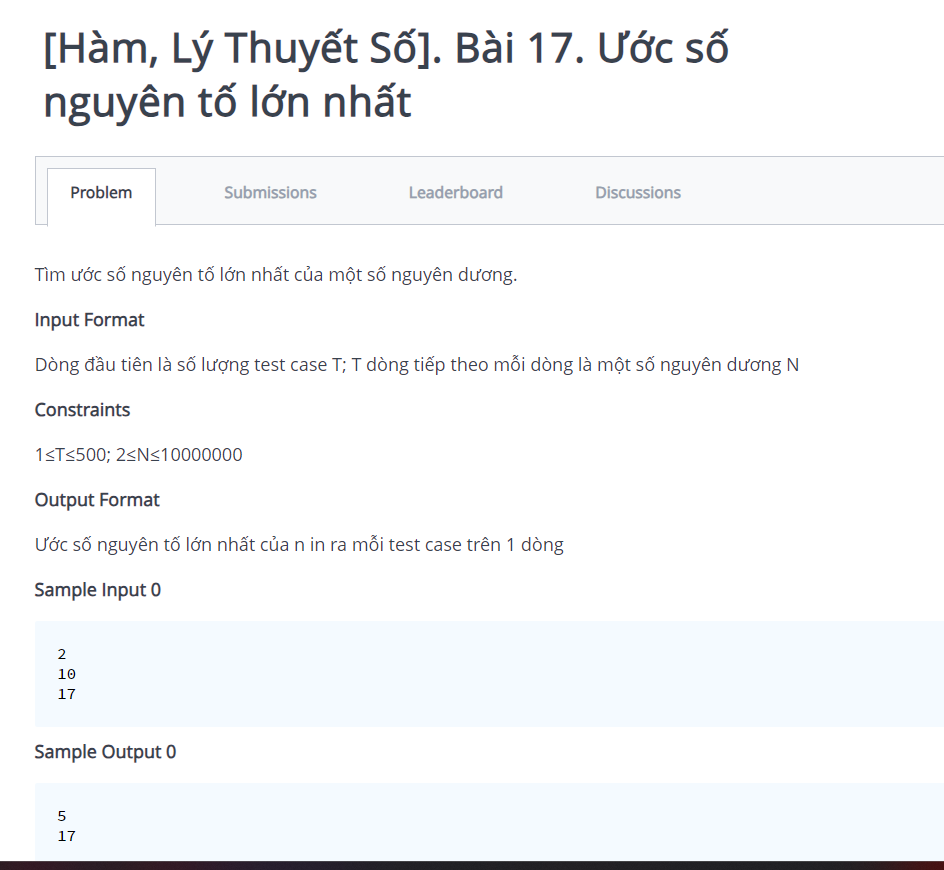 [Hàm, Lý Thuyết Số]. Bài 17. Ước số
nguyên tố lớn nhất
Problem
Submissions
Leaderboard
Discussions
Tìm ước số nguyên tố lớn nhất của một số nguyên dương.
Input Format
Dòng đầu tiên là số lượng test case T; T dòng tiếp theo mỗi dòng là một số nguyên dương N
Constraints
1≤T≤500; 2≤N≤10000000
Output Format
Ước số nguyên tố lớn nhất của n in ra mỗi test case trên 1 dòng
Sample Input 0
2
10
17
Sample Output 0
5
17